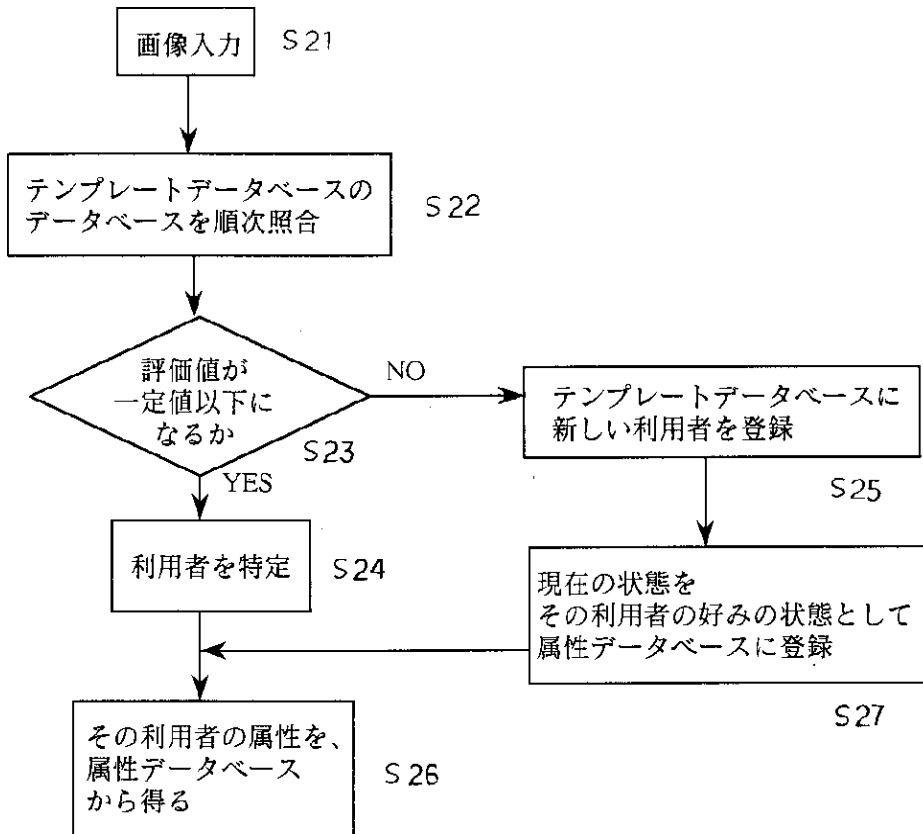 画像入力
S21
テンプレートデータベースの
データベースを順次照合
S22
評価値が
一定値以下に
なるか
S23
NO
YES
テンプレートデータベースに
新しい利用者を登録
S25
利用者を特定
S24
現在の状態を
その利用者の好みの状態として
属性データベースに登録
S27
その利用者の属性を、
属性データベース
から得る
S26